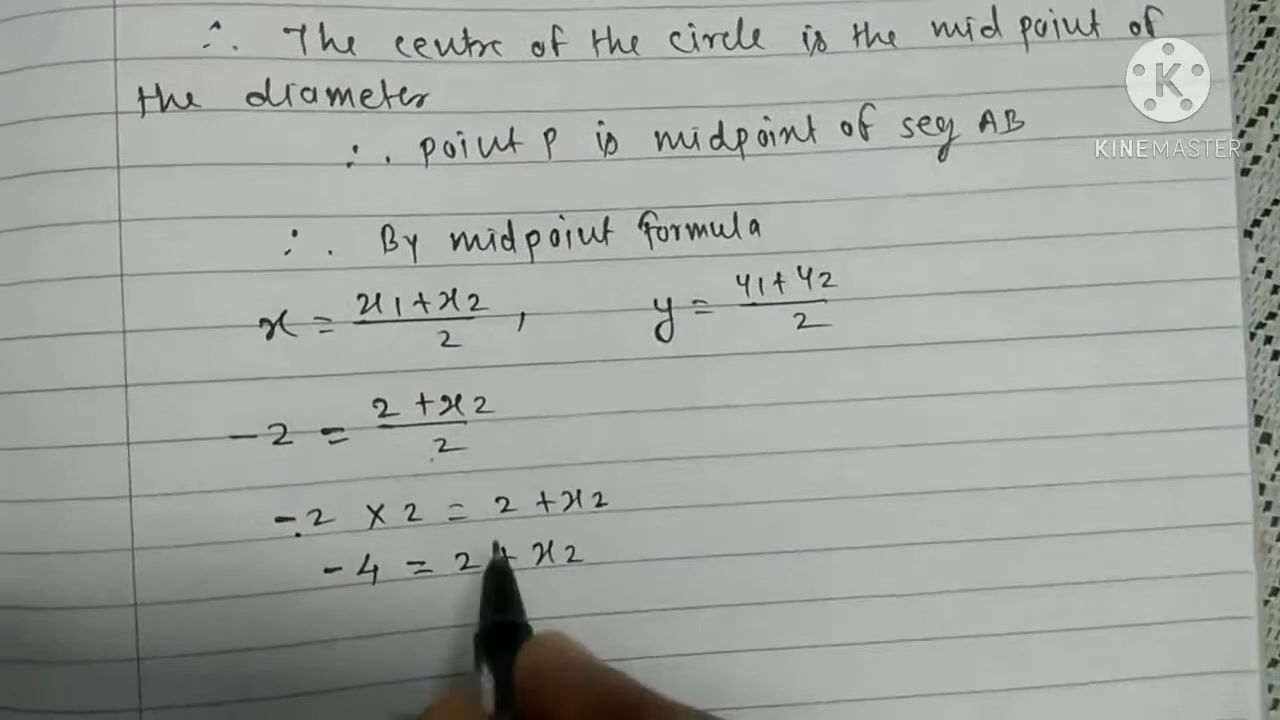 ∴ The centre of the circle is the mid point of
the diameter
∴ point P is midpoint of seg AB
∴ By midpoint formula
x = x1 + x2 / 2 , y = y1 + y2 / 2
-2 = 2 + x2 / 2
-2 × 2 = 2 + x2
-4 = 2 + x2
K
KINEMASTER